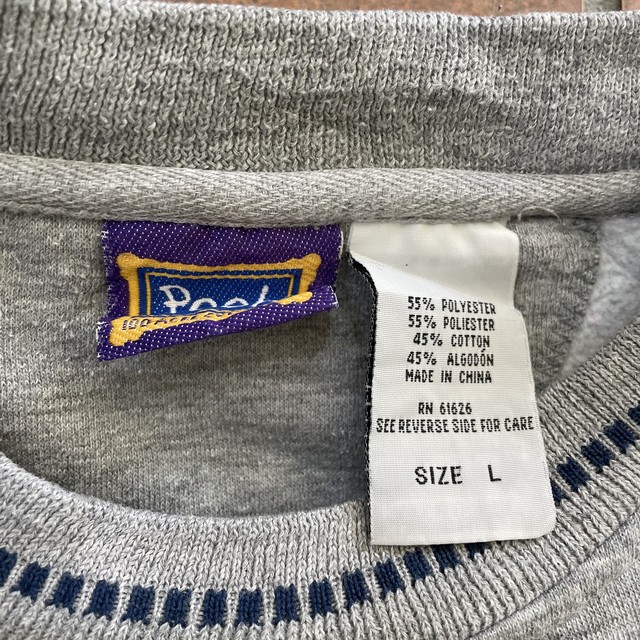 55% POLYESTER
55% POLIESTER
45% COTTON
45% ALGODÓN
MADE IN CHINA
RN 61626
SEE REVERSE SIDE FOR CARE
SIZE L